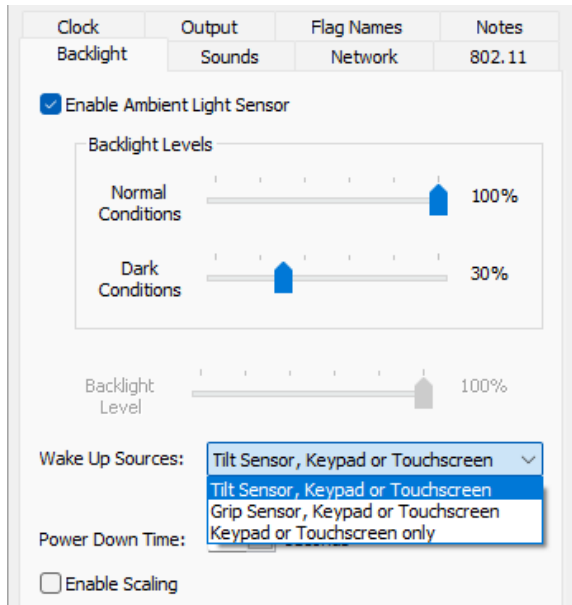 Clock Output Flag Names Notes
Backlight Sounds Network 802.11
Enable Ambient Light Sensor
Backlight Levels
Normal Conditions 100%
Dark Conditions 30%
Backlight Level 100%
Wake Up Sources: Tilt Sensor, Keypad or Touchscreen
Tilt Sensor, Keypad or Touchscreen
Grip Sensor, Keypad or Touchscreen
Keypad or Touchscreen only
Power Down Time:
Enable Scaling